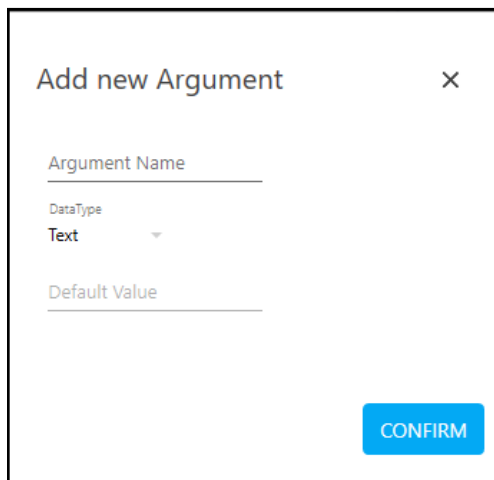 Add new Argument
Argument Name
DataType
Text
Default Value
CONFIRM